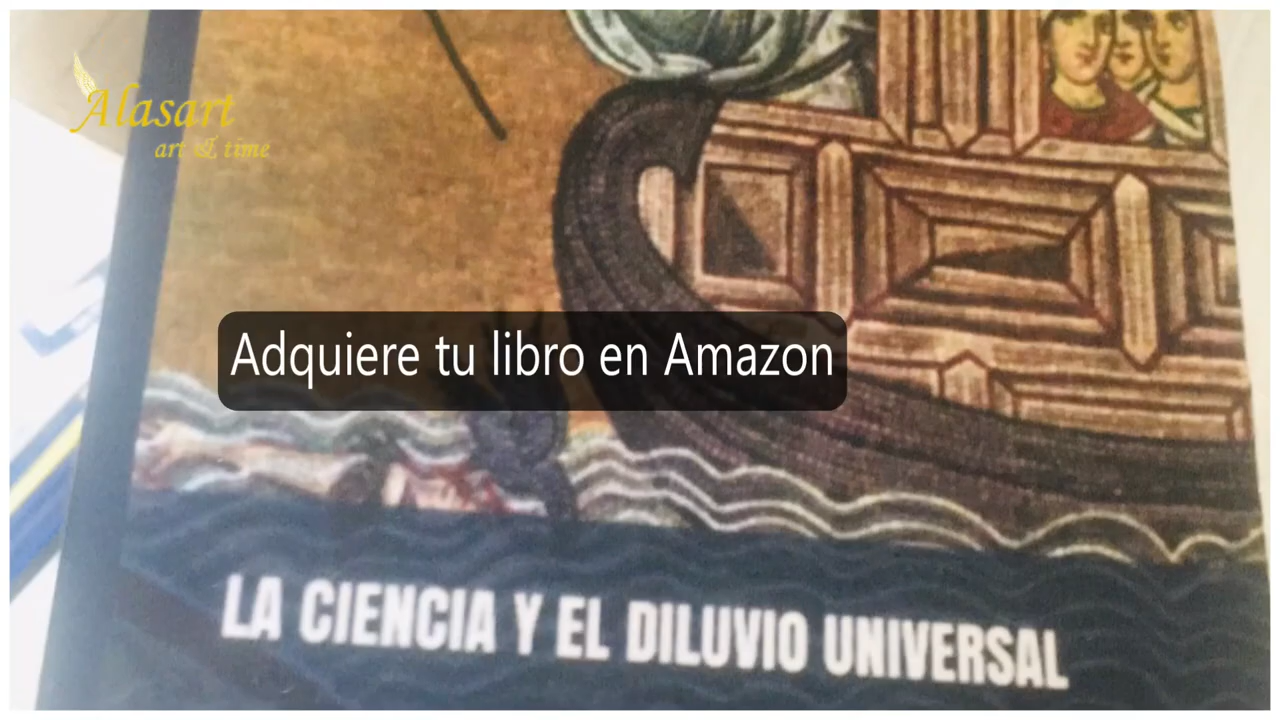 Alasart
art & time
Adquiere tu libro en Amazon
LA CIENCIA Y EL DILUVIO UNIVERSAL